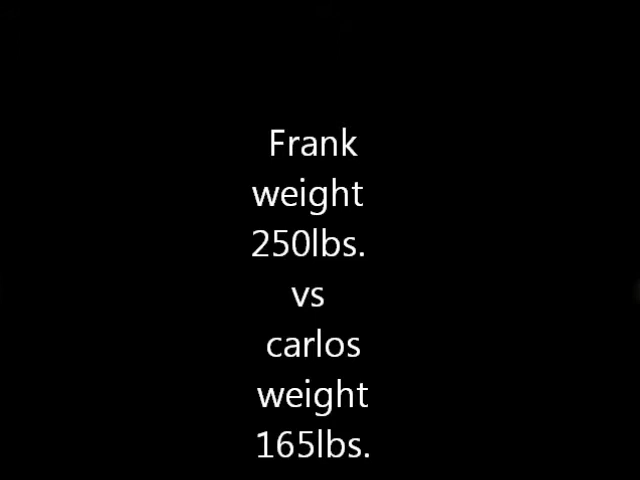 Frank
weight
250lbs.
vs
carlos
weight
165lbs.